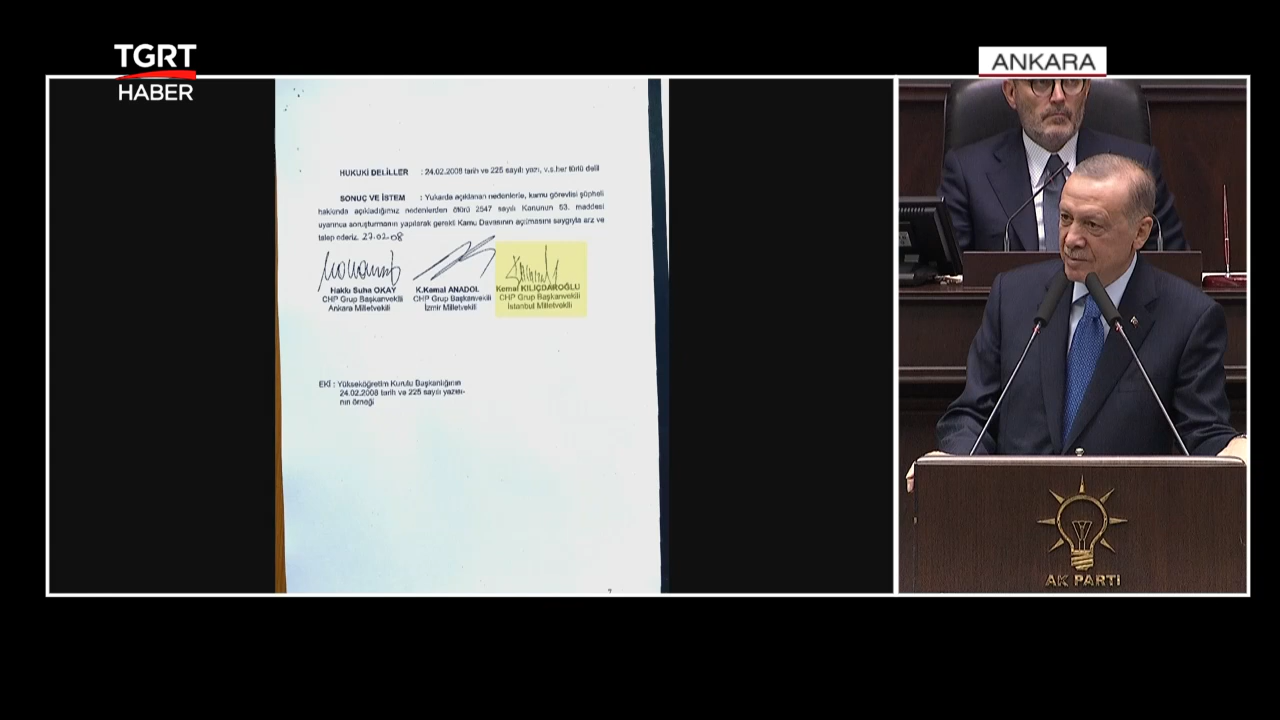 TGRT
HABER
ANKARA
HUKUKİ DELİLLER : 24.02.2008 tarih ve 225 sayılı yazı, v.s.her türlü delil
SONUÇ VE İSTEM : Yukarda açıklanan nedenlerle, kamu görevlisi şüpheli
hakkında açıkladığımız nedenlerden ötürü 2547 sayılı Kanunun 53. maddesi
uyarınca soruşturmanın yapılarak gerekli Kamu Davasının açılmasını saygıyla arz ve
talep ederiz. 27.02.08
Hakkı Suha OKAY
CHP Grup Başkanvekili
Ankara Milletvekili
K.Kemal ANADOL
CHP Grup Başkanvekili
İzmir Milletvekili
Kemal KILIÇDAROĞLU
CHP Grup Başkanvekili
İstanbul Milletvekili
EKİ : Yükseköğretim Kurulu Başkanlığının
24.02.2008 tarih ve 225 sayılı yazısı-
nın örneği
AK PARTİ